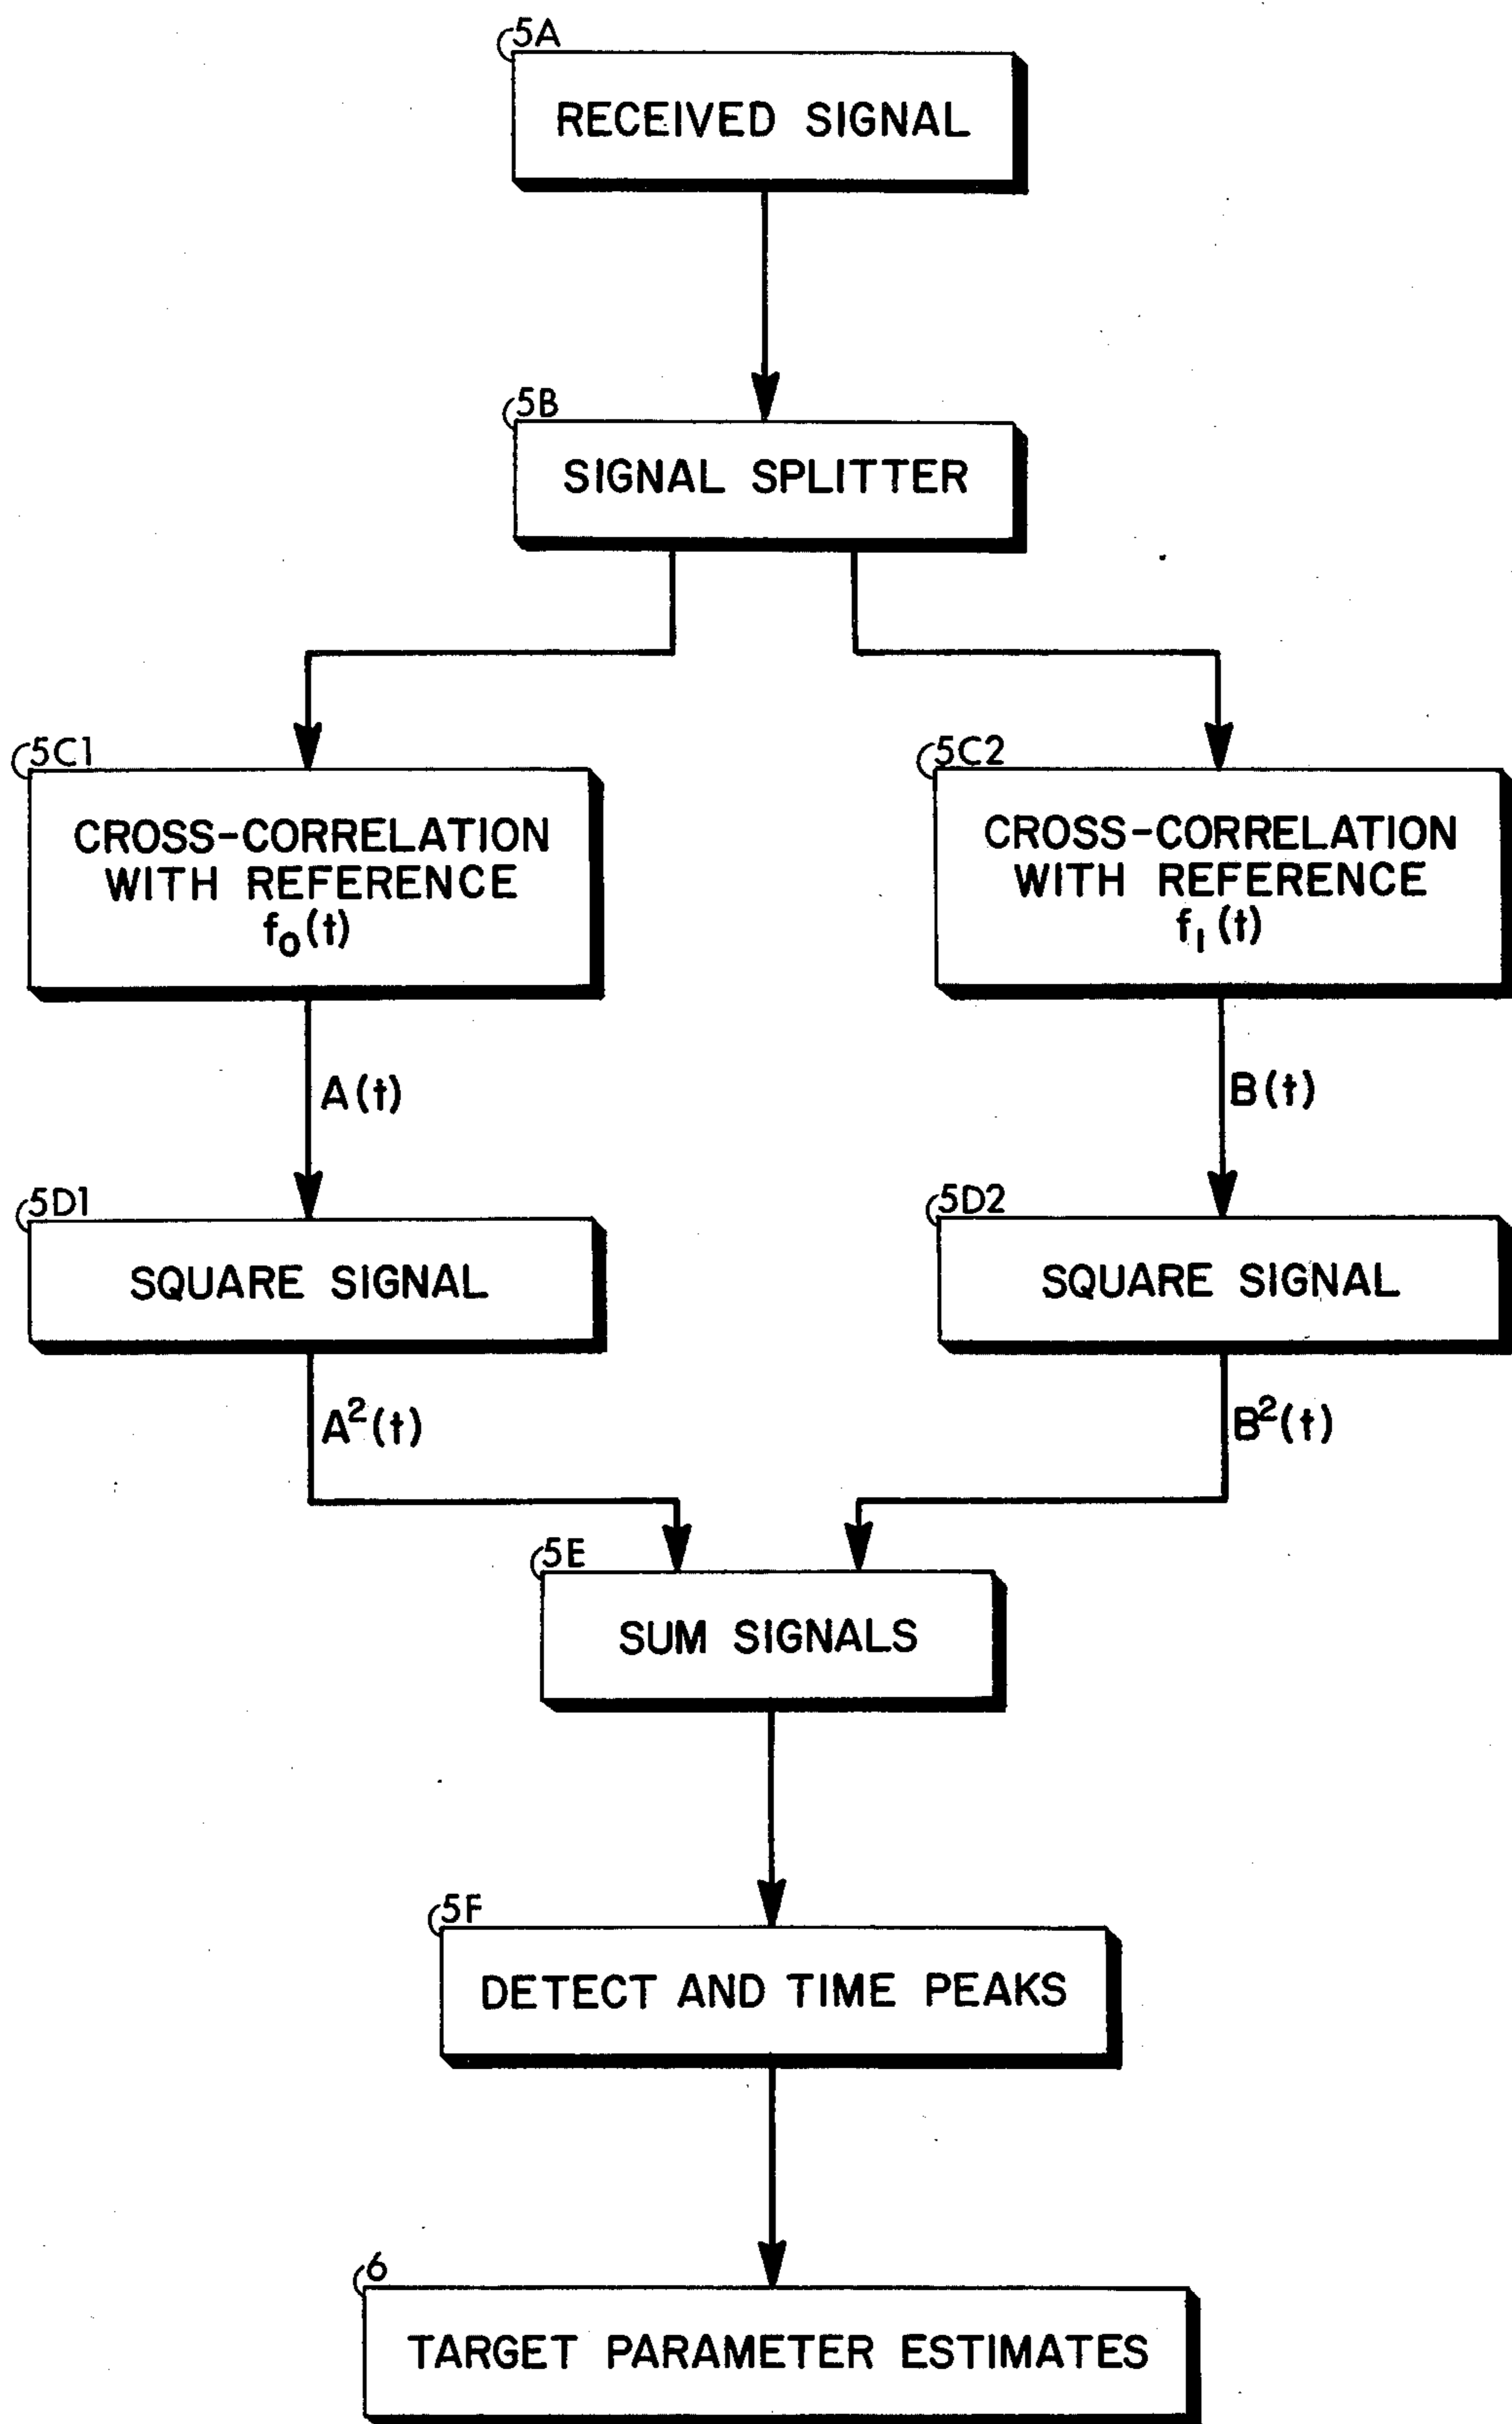 5A
RECEIVED SIGNAL
5B
SIGNAL SPLITTER
5C1
CROSS-CORRELATION
WITH REFERENCE
f₀(t)
5C2
CROSS-CORRELATION
WITH REFERENCE
f₁(t)
A(t)
B(t)
5D1
SQUARE SIGNAL
5D2
SQUARE SIGNAL
A²(t)
B²(t)
5E
SUM SIGNALS
5F
DETECT AND TIME PEAKS
6
TARGET PARAMETER ESTIMATES